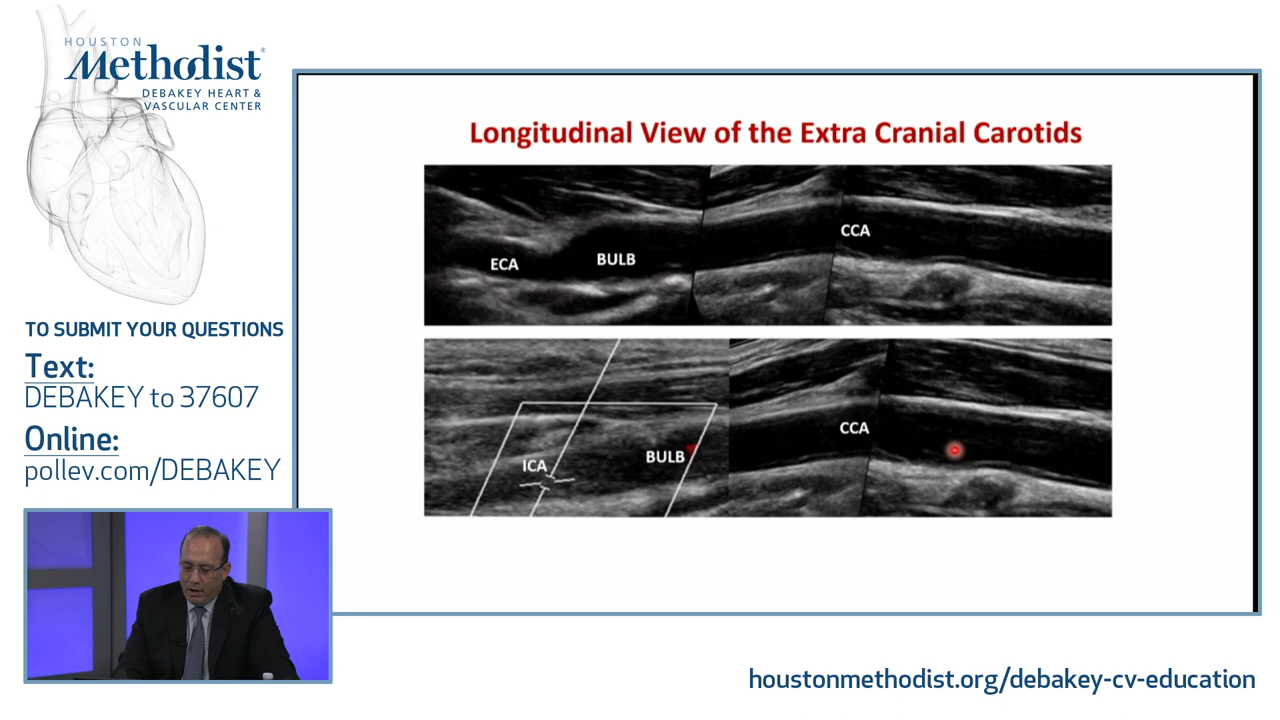 HOUSTON
Methodist®
DEBAKEY HEART &
VASCULAR CENTER
TO SUBMIT YOUR QUESTIONS
Text:
DEBAKEY to 37607
Online:
pollev.com/DEBAKEY
Longitudinal View of the Extra Cranial Carotids
ECA
BULB
CCA
ICA
BULB
CCA
houstonmethodist.org/debakey-cv-education